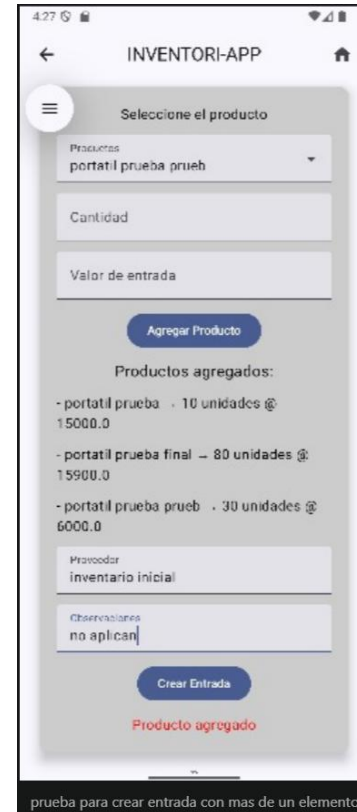 4:27
INVENTORI-APP
Seleccione el producto
Productos
portatil prueba prueb
Cantidad
Valor de entrada
Agregar Producto
Productos agregados:
- portatil prueba → 10 unidades @
15000.0
- portatil prueba final → 80 unidades @
15900.0
- portatil prueba prueb → 30 unidades @
6000.0
Proveedor
inventario inicial
Observaciones
no aplican
Crear Entrada
Producto agregado
prueba para crear entrada con mas de un elemento